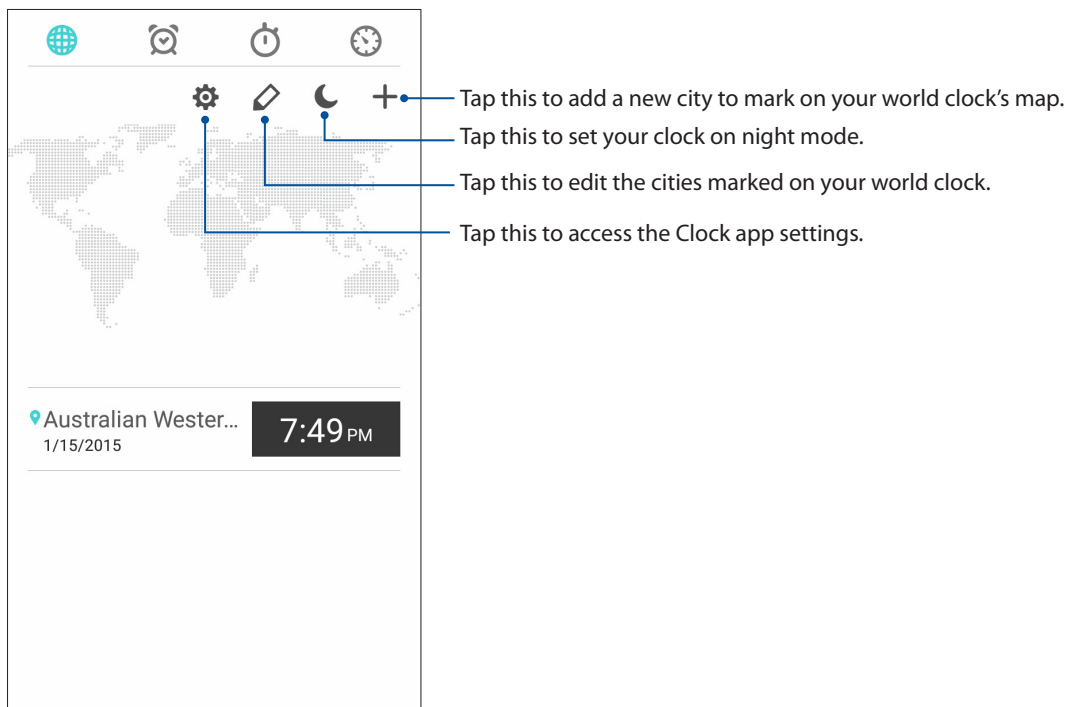 Tap this to add a new city to mark on your world clock’s map.
Tap this to set your clock on night mode.
Tap this to edit the cities marked on your world clock.
Tap this to access the Clock app settings.
Australian Wester...
1/15/2015
7:49 PM